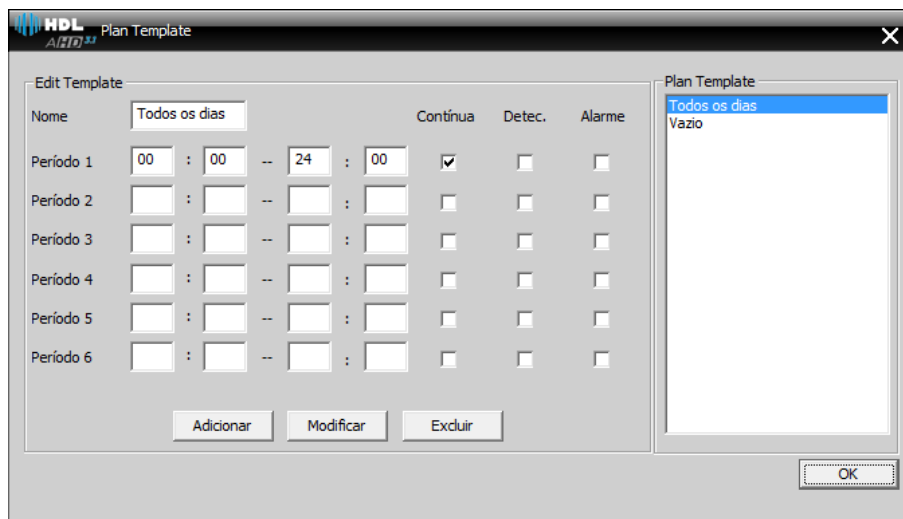 HDL
AHD 3.1 Plan Template
Edit Template
Nome Todos os dias Contínua Detec. Alarme
Período 1 00 : 00 -- 24 : 00
Período 2 : -- :
Período 3 : -- :
Período 4 : -- :
Período 5 : -- :
Período 6 : -- :
Adicionar Modificar Excluir
Plan Template
Todos os dias
Vazio
OK